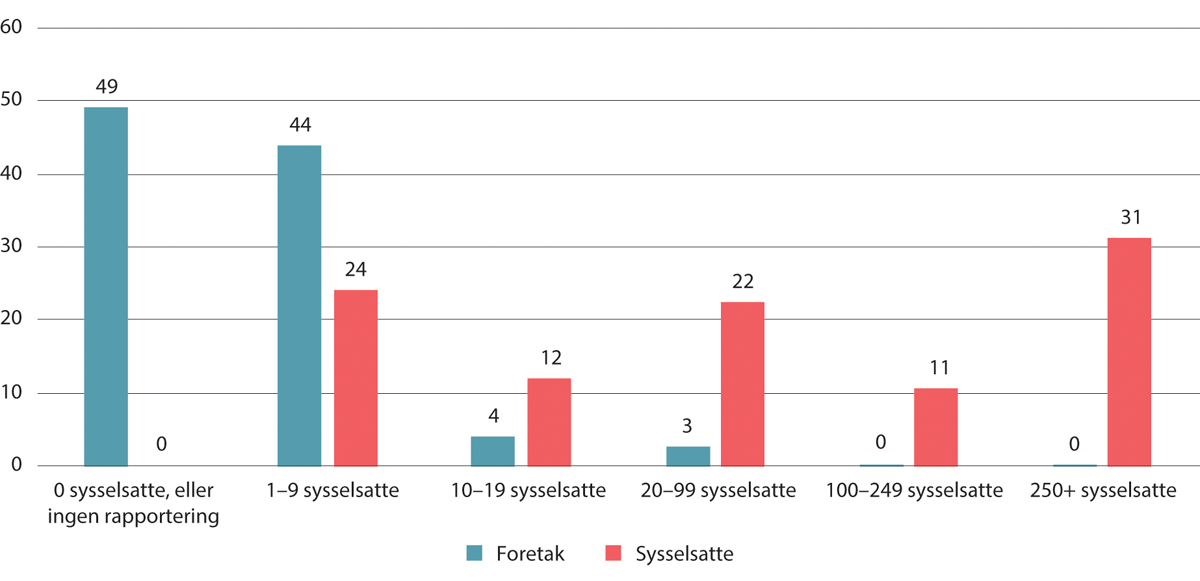 60
50
40
30
20
10
0
49
0
44
24
4
12
3
22
0
11
0
31
0 sysselsatte, eller
ingen rapportering
1–9 sysselsatte
10–19 sysselsatte
20–99 sysselsatte
100–249 sysselsatte
250+ sysselsatte
Foretak
Sysselsatte